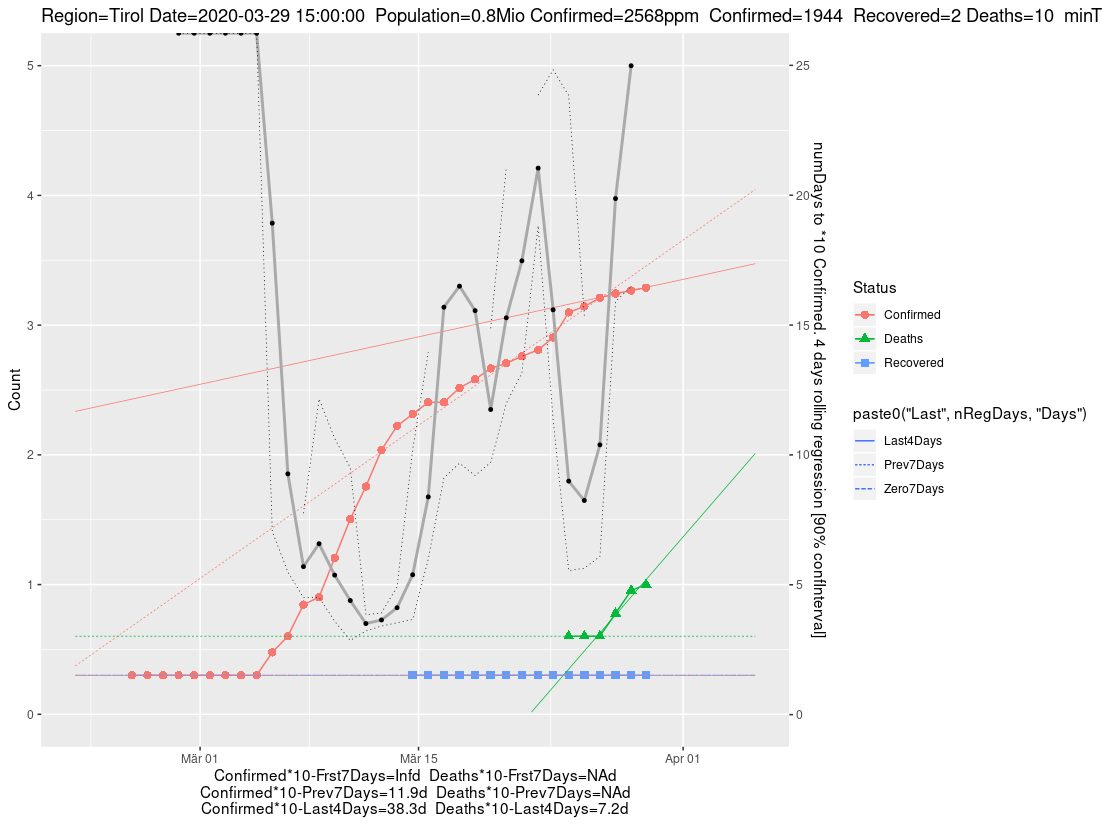 Region=Tirol Date=2020-03-29 15:00:00  Population=0.8Mio Confirmed=2568ppm  Confirmed=1944  Recovered=2 Deaths=10  minT
Count
5
4
3
2
1
0
25
20
15
10
5
0
numDays to *10 Confirmed, 4 days rolling regression [90% confInterval]
Mär 01
Mär 15
Apr 01
Confirmed*10-Frst7Days=Infd  Deaths*10-Frst7Days=NAd
Confirmed*10-Prev7Days=11.9d  Deaths*10-Prev7Days=NAd
Confirmed*10-Last4Days=38.3d  Deaths*10-Last4Days=7.2d
Status
Confirmed
Deaths
Recovered
paste0("Last", nRegDays, "Days")
Last4Days
Prev7Days
Zero7Days